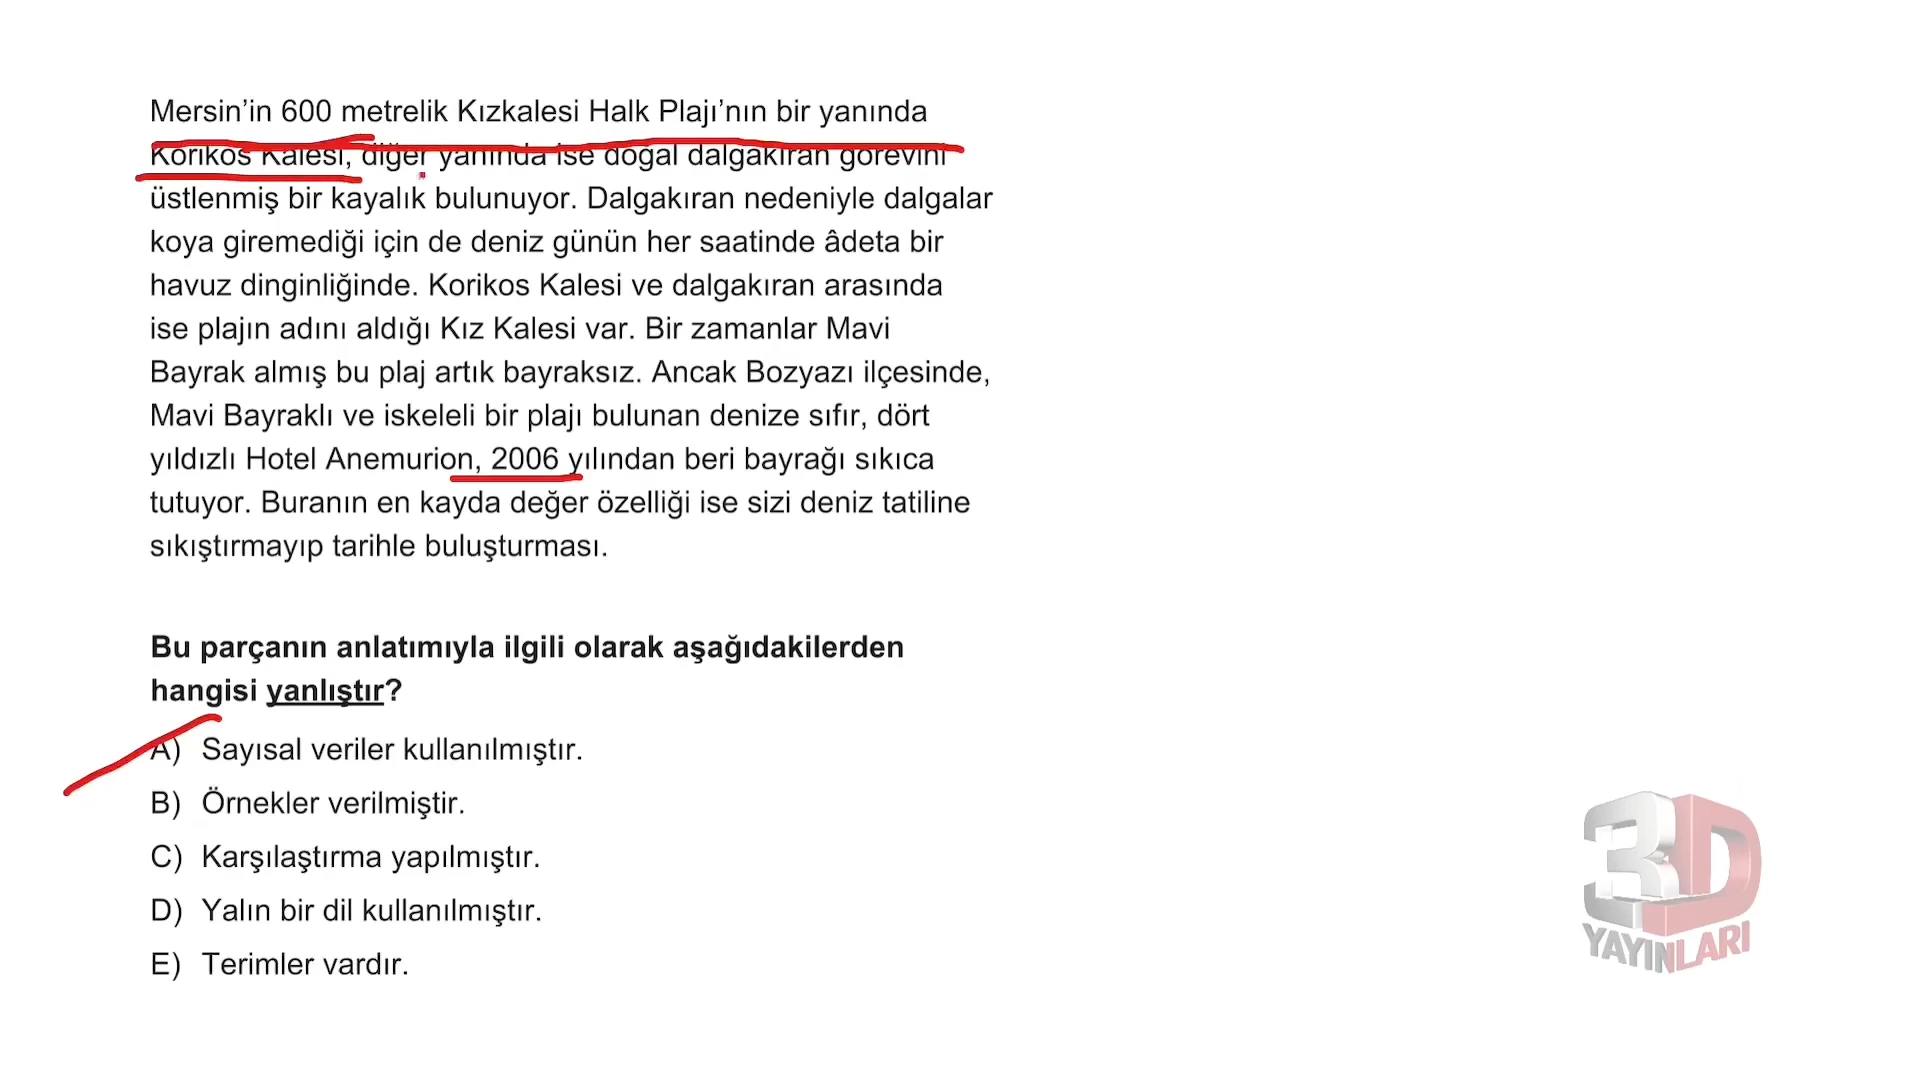 Mersin’in 600 metrelik Kızkalesi Halk Plajı’nın bir yanında
Korikos Kalesi, diğer yanında ise doğal dalgakıran görevini
üstlenmiş bir kayalık bulunuyor. Dalgakıran nedeniyle dalgalar
koya giremediği için de deniz günün her saatinde âdeta bir
havuz dinginliğinde. Korikos Kalesi ve dalgakıran arasında
ise plajın adını aldığı Kız Kalesi var. Bir zamanlar Mavi
Bayrak almış bu plaj artık bayraksız. Ancak Bozyazı ilçesinde,
Mavi Bayraklı ve iskeleli bir plajı bulunan denize sıfır, dört
yıldızlı Hotel Anemurion, 2006 yılından beri bayrağı sıkıca
tutuyor. Buranın en kayda değer özelliği ise sizi deniz tatiline
sıkıştırmayıp tarihle buluşturması.
Bu parçanın anlatımıyla ilgili olarak aşağıdakilerden
hangisi yanlıştır?
A) Sayısal veriler kullanılmıştır.
B) Örnekler verilmiştir.
C) Karşılaştırma yapılmıştır.
D) Yalın bir dil kullanılmıştır.
E) Terimler vardır.
3D
YAYINLARI